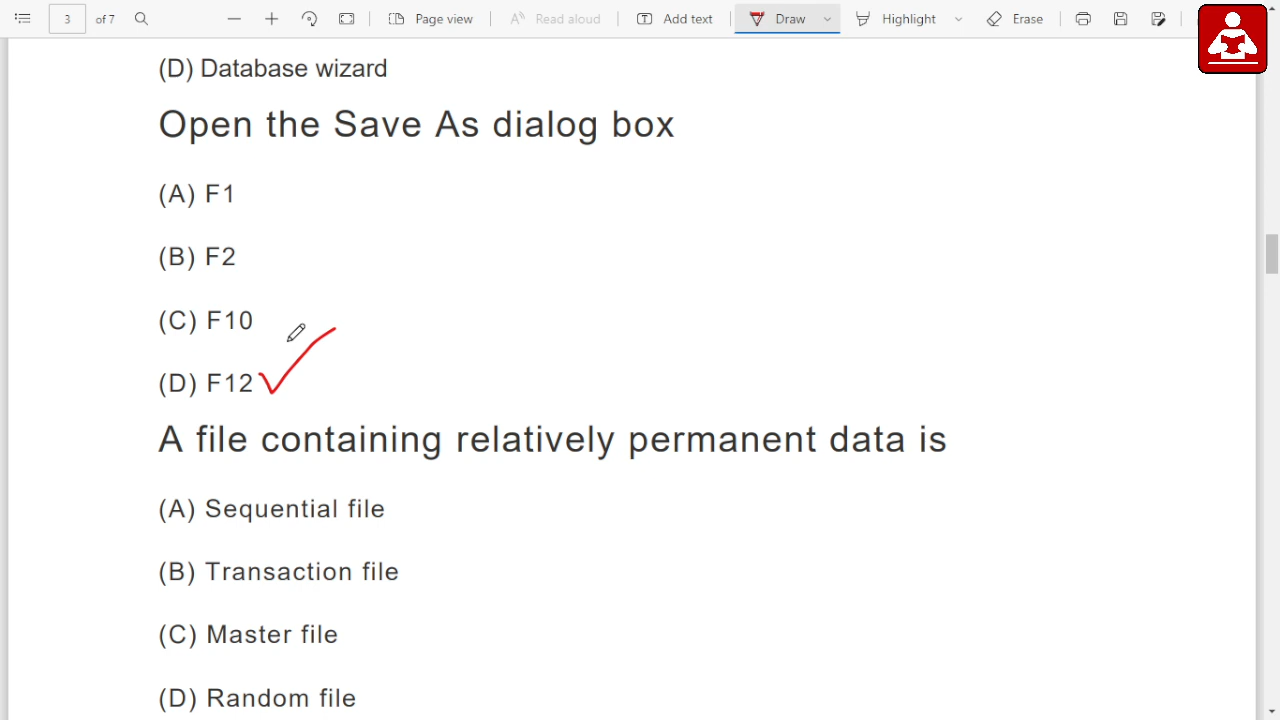 3 of 7 Page view Read aloud Add text Draw Highlight Erase
(D) Database wizard
Open the Save As dialog box
(A) F1
(B) F2
(C) F10
(D) F12
A file containing relatively permanent data is
(A) Sequential file
(B) Transaction file
(C) Master file
(D) Random file